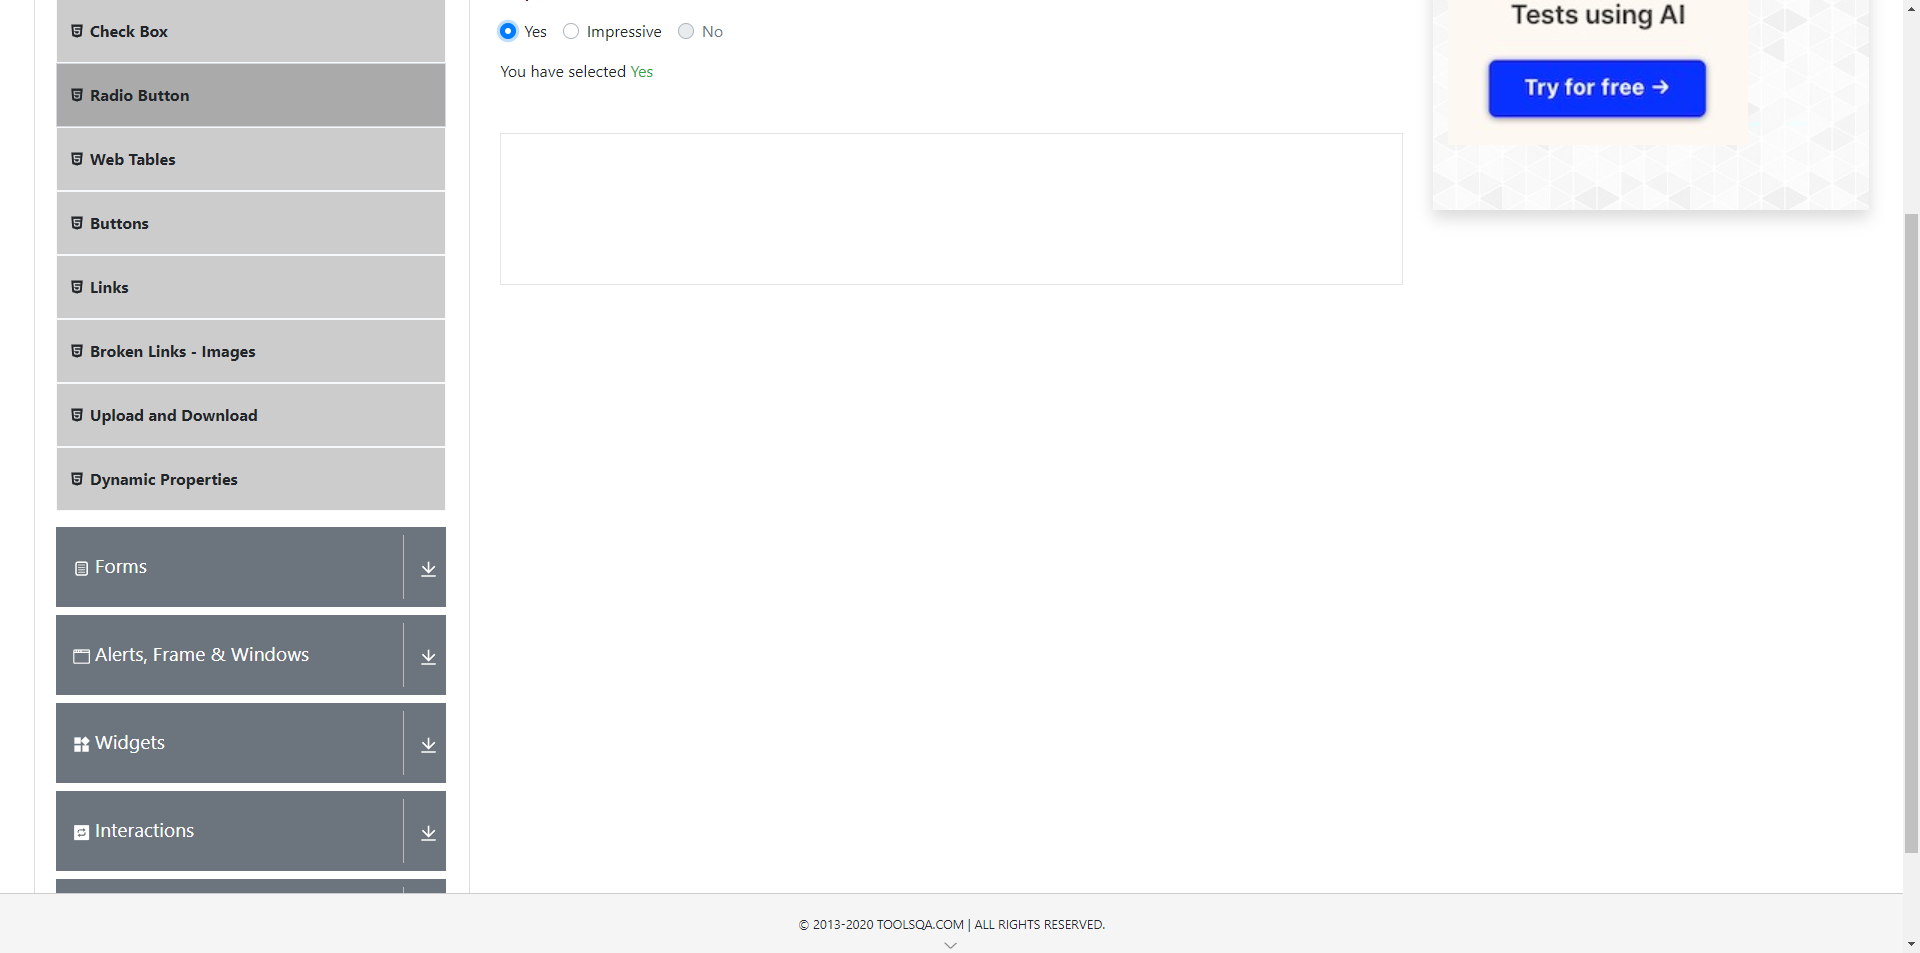 Check Box
Radio Button
Web Tables
Buttons
Links
Broken Links - Images
Upload and Download
Dynamic Properties
Forms
Alerts, Frame & Windows
Widgets
Interactions
Yes
Impressive
No
You have selected Yes
Tests using AI
Try for free →
© 2013-2020 TOOLSQA.COM | ALL RIGHTS RESERVED.